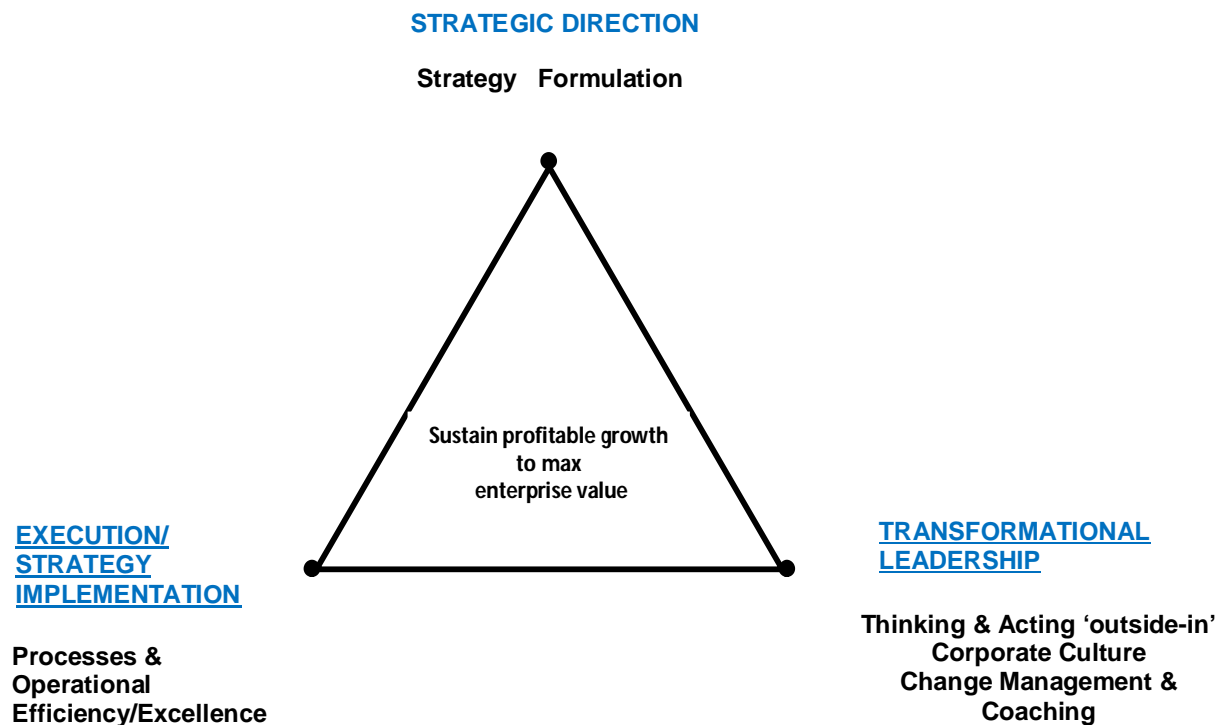 STRATEGIC DIRECTION
Strategy Formulation
Sustain profitable growth
to max
enterprise value
EXECUTION/
STRATEGY
IMPLEMENTATION
Processes &
Operational
Efficiency/Excellence
TRANSFORMATIONAL
LEADERSHIP
Thinking & Acting ‘outside-in’
Corporate Culture
Change Management &
Coaching